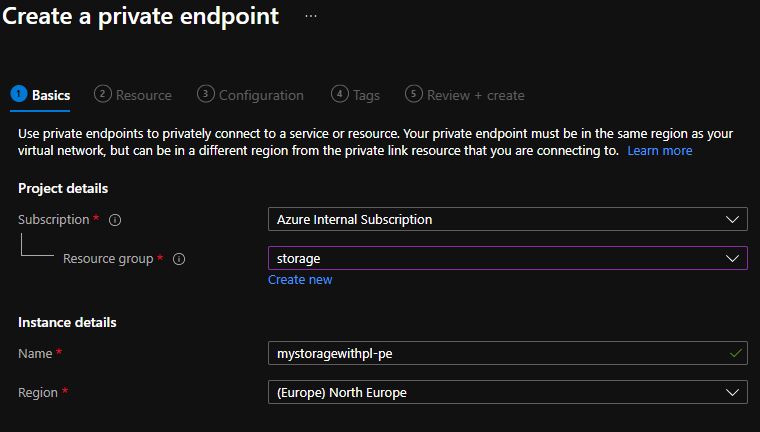 Create a private endpoint ...
1 Basics 2 Resource 3 Configuration 4 Tags 5 Review + create
Use private endpoints to privately connect to a service or resource. Your private endpoint must be in the same region as your
virtual network, but can be in a different region from the private link resource that you are connecting to. Learn more
Project details
Subscription * Azure Internal Subscription
Resource group * storage
Create new
Instance details
Name * mystoragewithpl-pe
Region * (Europe) North Europe